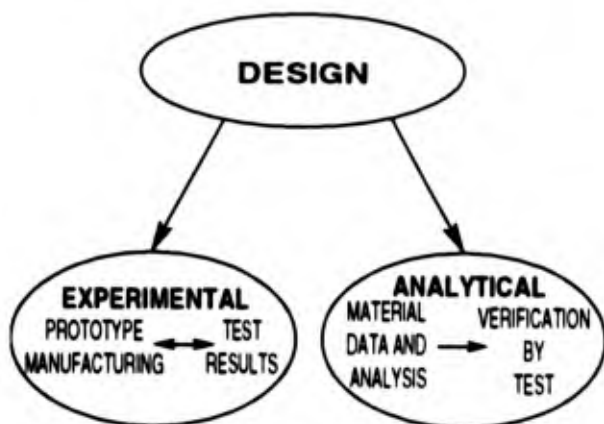 DESIGN
EXPERIMENTAL
PROTOTYPE
MANUFACTURING
TEST
RESULTS
ANALYTICAL
MATERIAL
DATA AND
ANALYSIS
VERIFICATION
BY
TEST